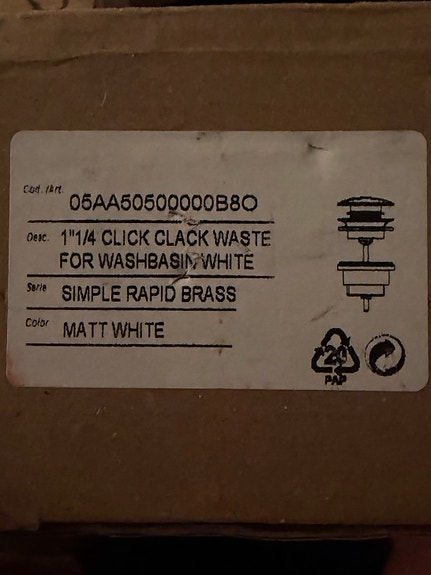 Cod. /Art. 05AA50500000B8O
Desc. 1"1/4 CLICK CLACK WASTE
FOR WASHBASIN WHITE
Serie SIMPLE RAPID BRASS
Color MATT WHITE
20
PAP